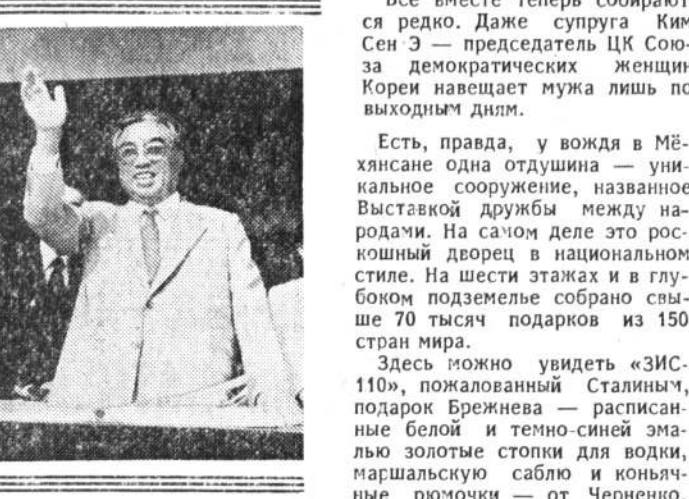 Все вместе теперь собирают-
ся редко. Даже супруга Ким
Сен Э — председатель ЦК Сою-
за демократических женщин
Кореи навещает мужа лишь по
выходным дням.
Есть, правда, у вождя в Мё-
хянсане одна отдушина — уни-
кальное сооружение, названное
Выставкой дружбы между на-
родами. На самом деле это рос-
кошный дворец в национальном
стиле. На шести этажах и в глу-
боком подземелье собрано свы-
ше 70 тысяч подарков из 150
стран мира.
Здесь можно увидеть «ЗИС-
110», пожалованный Сталиным,
подарок Брежнева — расписан-
ные белой и темно-синей эма-
лью золотые стопки для водки,
маршальскую саблю и коньяч-
ные рюмочки — от Черненко,